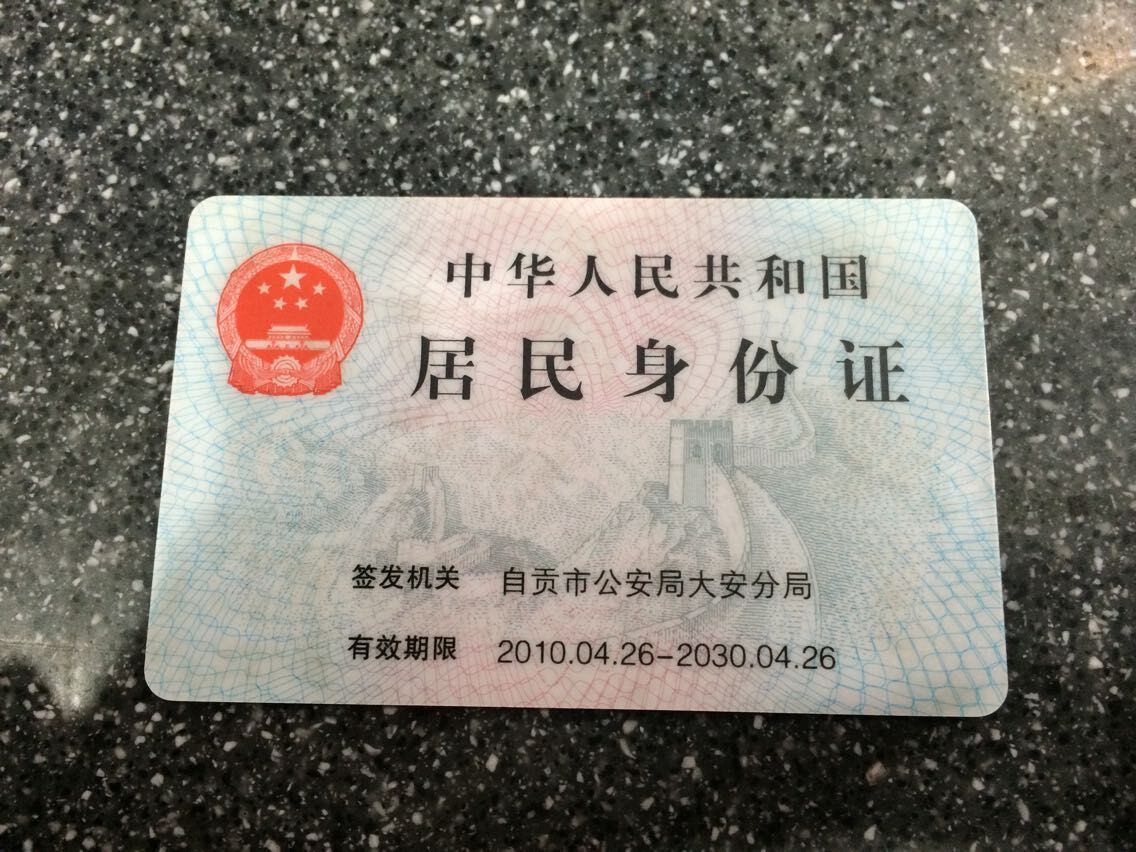 中华人民共和国
居民身份证
签发机关 自贡市公安局大安分局
有效期限 2010.04.26-2030.04.26